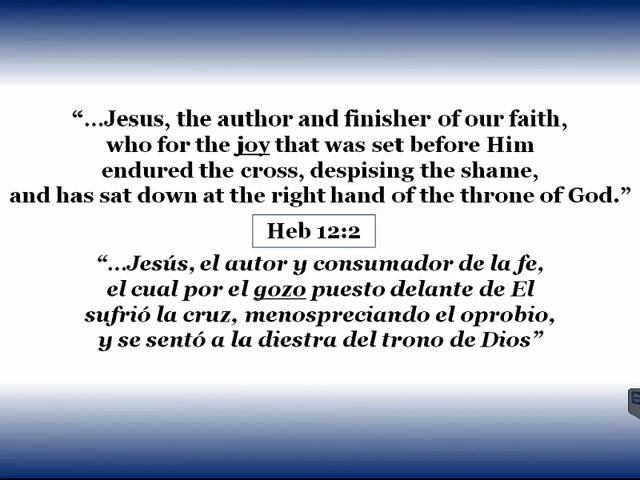 “...Jesus, the author and finisher of our faith,
who for the joy that was set before Him
endured the cross, despising the shame,
and has sat down at the right hand of the throne of God.”
Heb 12:2
“...Jesús, el autor y consumador de la fe,
el cual por el gozo puesto delante de El
sufrió la cruz, menospreciando el oprobio,
y se sentó a la diestra del trono de Dios”